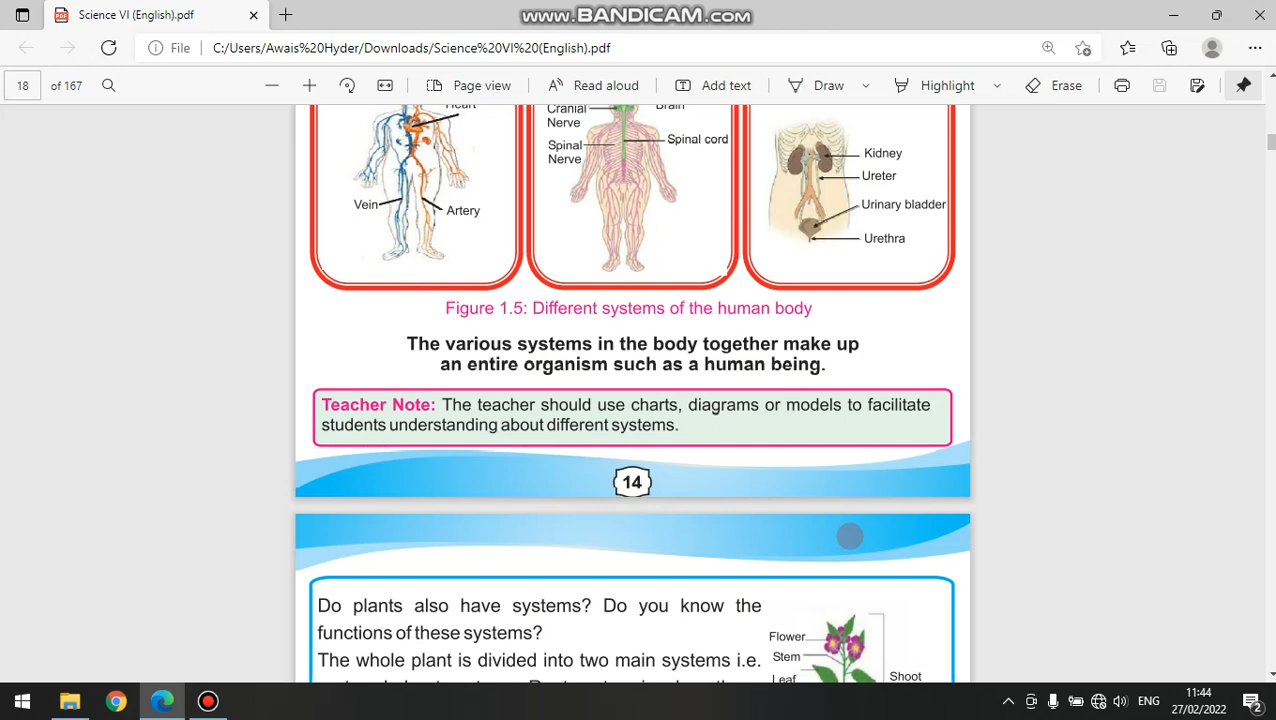 www.BANDICAM.com
Science VI (English).pdf
File C:/Users/Awais%20Hyder/Downloads/Science%20VI%20(English).pdf
18 of 167 Page view Read aloud Add text Draw Highlight Erase
Heart
Vein
Artery
Cranial
Nerve
Brain
Spinal
Nerve
Spinal cord
Kidney
Ureter
Urinary bladder
Urethra
Figure 1.5: Different systems of the human body
The various systems in the body together make up
an entire organism such as a human being.
Teacher Note: The teacher should use charts, diagrams or models to facilitate
students understanding about different systems.
14
Do plants also have systems? Do you know the
functions of these systems?
The whole plant is divided into two main systems i.e.
Flower
Stem
Leaf
Shoot
ENG
11:44
27/02/2022
2